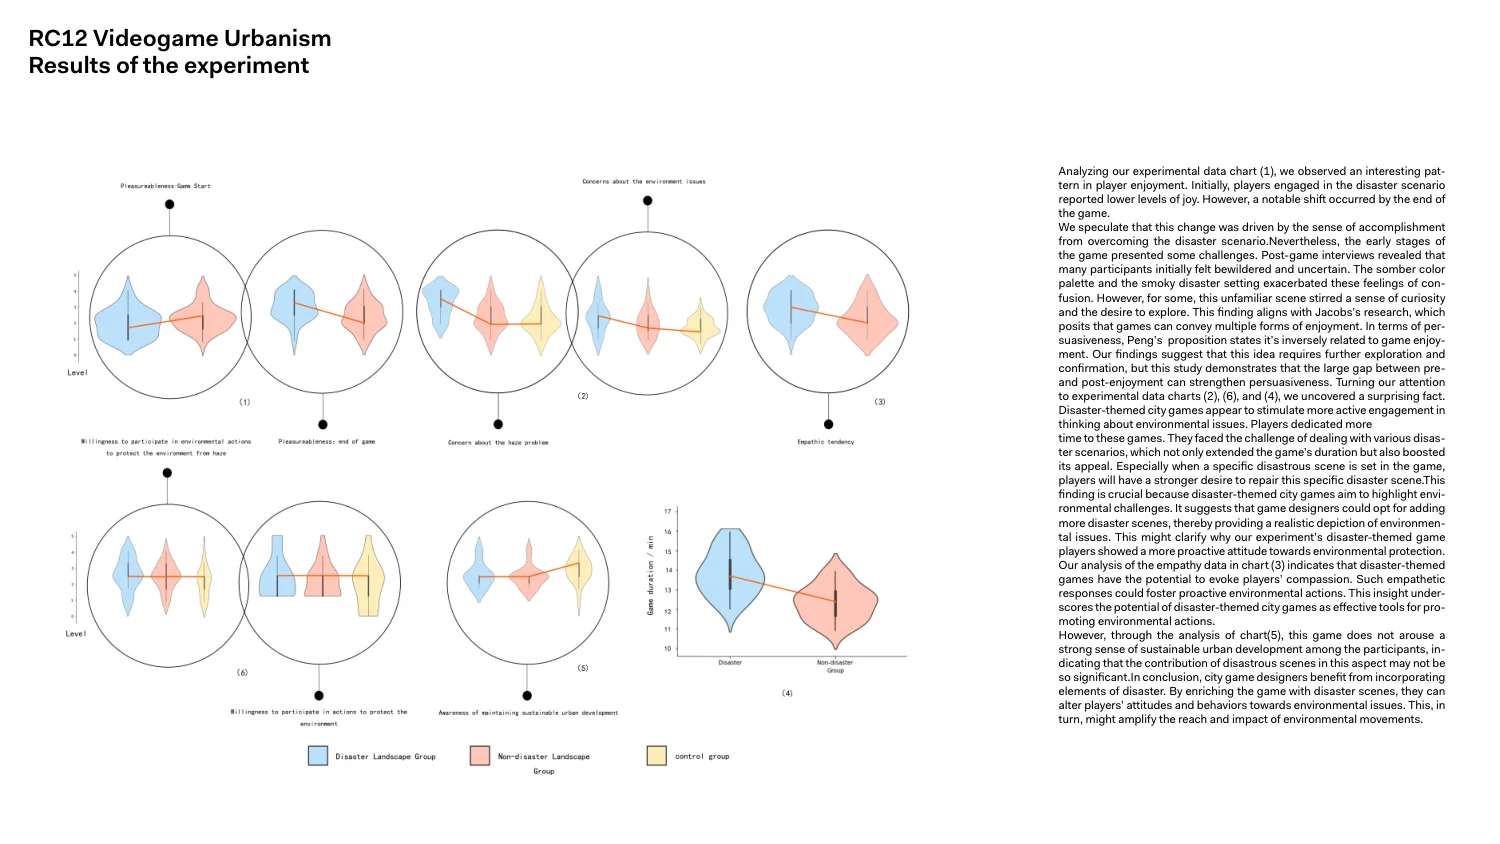 RC12 Videogame Urbanism
Results of the experiment
Pleasureableness:Game Start
Concerns about the environment issues
5
4
3
2
1
0
Level
(1)
(2)
(3)
Pleasureableness: end of game
Concern about the haze problem
Empathic tendency
Willingness to participate in environmental actions
to protect the environment from haze
5
4
3
2
1
0
Level
(6)
(5)
Willingness to participate in actions to protect the
environment
Awareness of maintaining sustainable urban development
Game duration / min
17
16
15
14
13
12
11
10
Disaster
Non-disaster
Group
(4)
Disaster Landscape Group
Non-disaster Landscape
Group
control group
Analyzing our experimental data chart (1), we observed an interesting pat-
tern in player enjoyment. Initially, players engaged in the disaster scenario
reported lower levels of joy. However, a notable shift occurred by the end of
the game.
We speculate that this change was driven by the sense of accomplishment
from overcoming the disaster scenario.Nevertheless, the early stages of
the game presented some challenges. Post-game interviews revealed that
many participants initially felt bewildered and uncertain. The somber color
palette and the smoky disaster setting exacerbated these feelings of con-
fusion. However, for some, this unfamiliar scene stirred a sense of curiosity
and the desire to explore. This finding aligns with Jacobs's research, which
posits that games can convey multiple forms of enjoyment. In terms of per-
suasiveness, Peng's proposition states it's inversely related to game enjoy-
ment. Our findings suggest that this idea requires further exploration and
confirmation, but this study demonstrates that the large gap between pre-
and post-enjoyment can strengthen persuasiveness. Turning our attention
to experimental data charts (2), (6), and (4), we uncovered a surprising fact.
Disaster-themed city games appear to stimulate more active engagement in
thinking about environmental issues. Players dedicated more
time to these games. They faced the challenge of dealing with various disas-
ter scenarios, which not only extended the game's duration but also boosted
its appeal. Especially when a specific disastrous scene is set in the game,
players will have a stronger desire to repair this specific disaster scene.This
finding is crucial because disaster-themed city games aim to highlight envi-
ronmental challenges. It suggests that game designers could opt for adding
more disaster scenes, thereby providing a realistic depiction of environmen-
tal issues. This might clarify why our experiment's disaster-themed game
players showed a more proactive attitude towards environmental protection.
Our analysis of the empathy data in chart (3) indicates that disaster-themed
games have the potential to evoke players' compassion. Such empathetic
responses could foster proactive environmental actions. This insight under-
scores the potential of disaster-themed city games as effective tools for pro-
moting environmental actions.
However, through the analysis of chart(5), this game does not arouse a
strong sense of sustainable urban development among the participants, in-
dicating that the contribution of disastrous scenes in this aspect may not be
so significant.In conclusion, city game designers benefit from incorporating
elements of disaster. By enriching the game with disaster scenes, they can
alter players' attitudes and behaviors towards environmental issues. This, in
turn, might amplify the reach and impact of environmental movements.